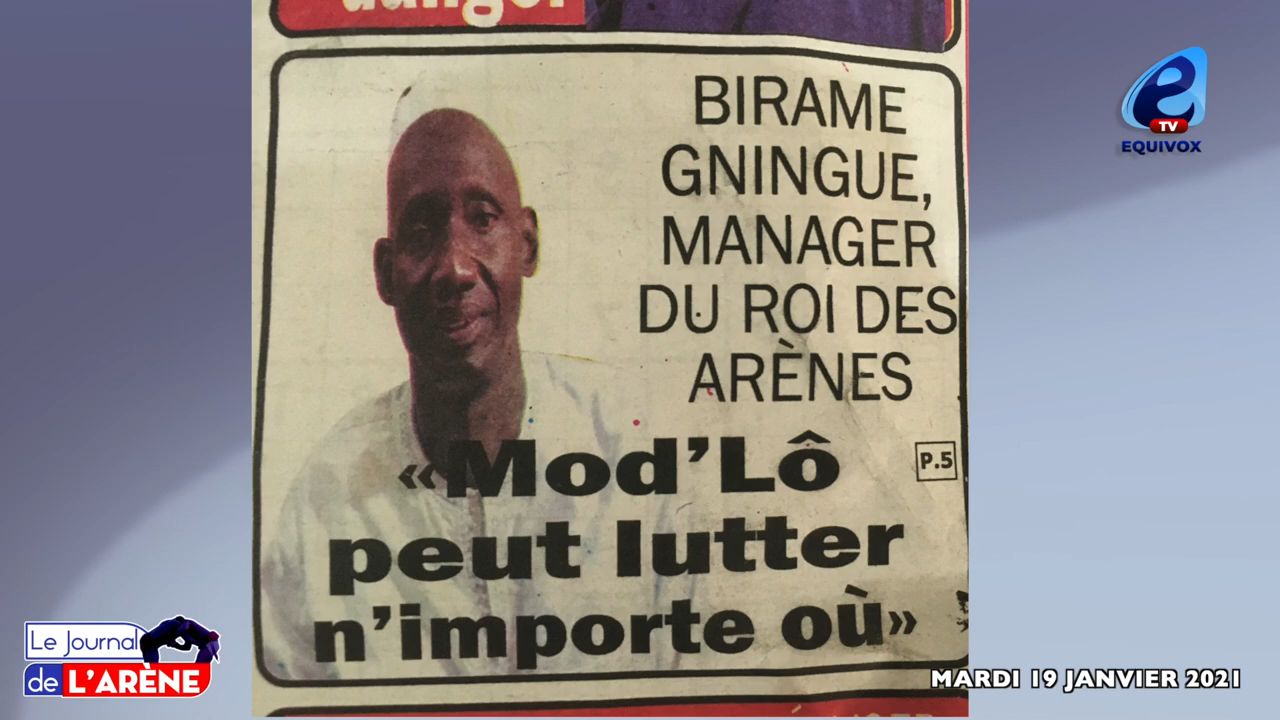 danger
e
TV
EQUIVOX
BIRAME
GNINGUE,
MANAGER
DU ROI DES
ARÈNES
«Mod'Lô
P.5
peut lutter
n'importe où»
Le Journal
de L'ARÈNE
MARDI 19 JANVIER 2021